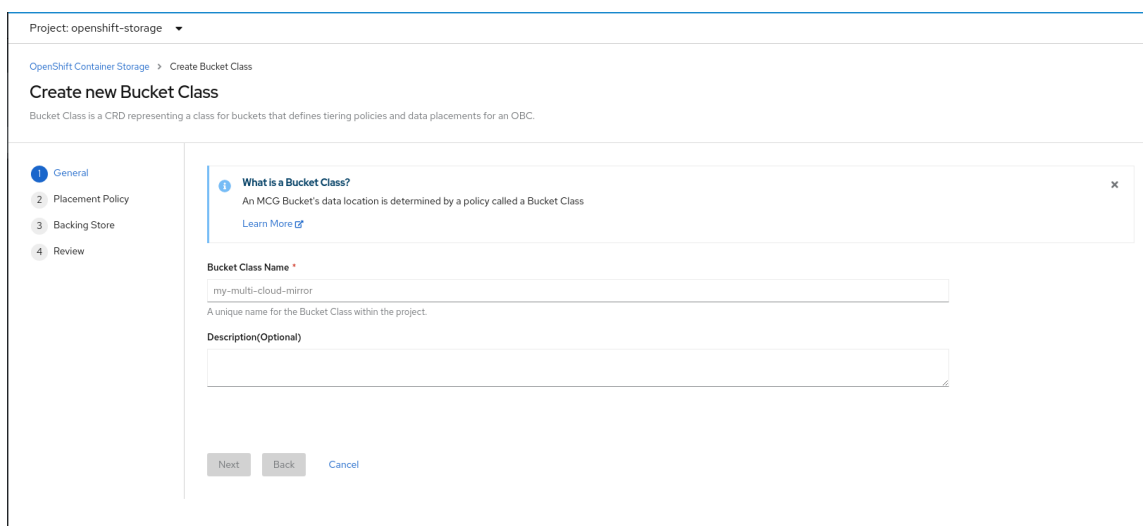 Project: openshift-storage
OpenShift Container Storage > Create Bucket Class
Create new Bucket Class
Bucket Class is a CRD representing a class for buckets that defines tiering policies and data placements for an OBC.
1 General
2 Placement Policy
3 Backing Store
4 Review
What is a Bucket Class?
An MCG Bucket's data location is determined by a policy called a Bucket Class
Learn More
Bucket Class Name *
my-multi-cloud-mirror
A unique name for the Bucket Class within the project.
Description(Optional)
Next Back Cancel